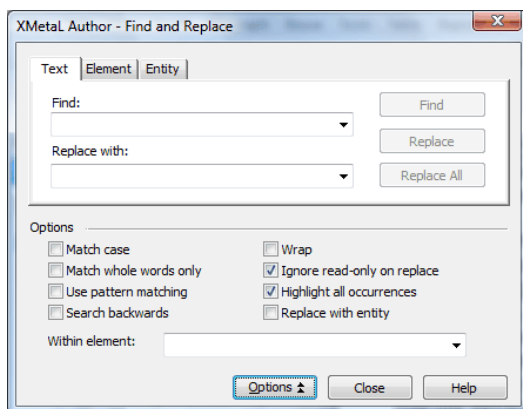 XMetaL Author - Find and Replace
Text Element Entity
Find:
Find
Replace with:
Replace
Replace All
Options
Match case
Wrap
Match whole words only
Ignore read-only on replace
Use pattern matching
Highlight all occurrences
Search backwards
Replace with entity
Within element:
Options Close Help